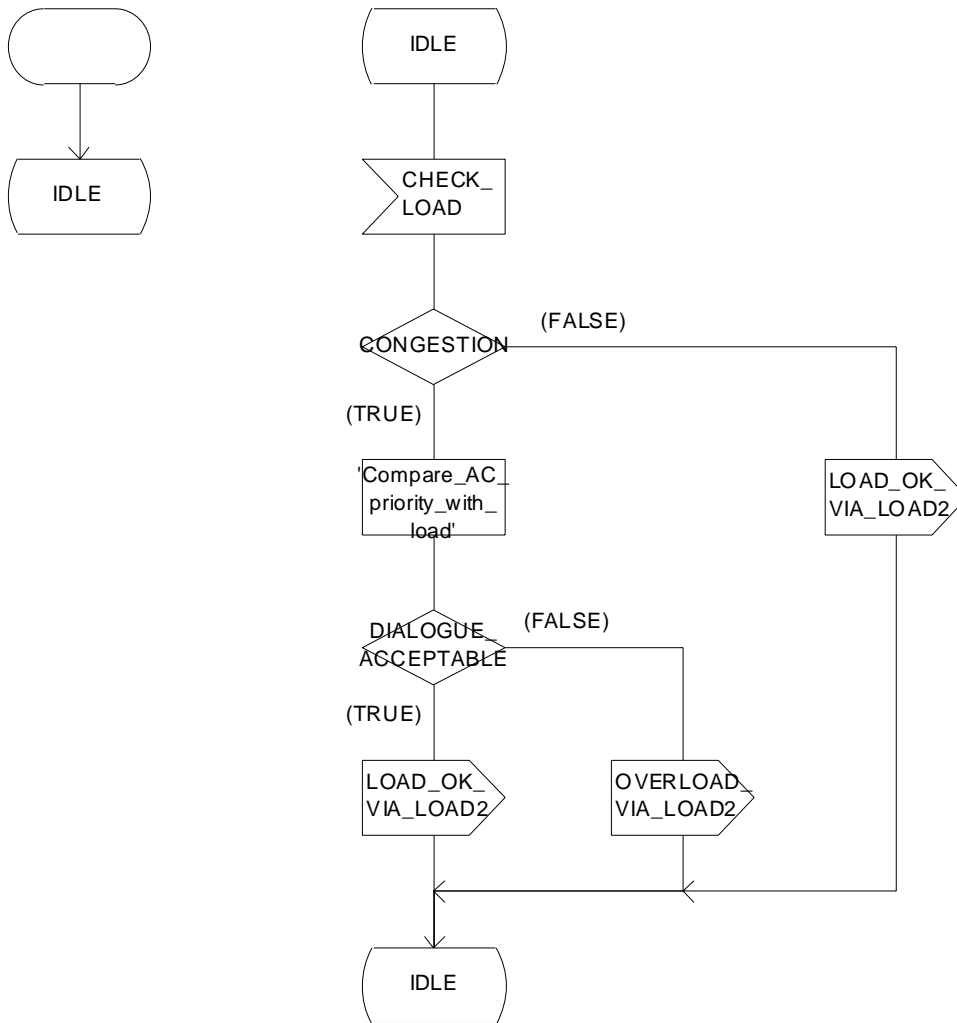 IDLE
IDLE
CHECK_
LOAD
CONGESTION
(FALSE)
(TRUE)
'Compare_AC_
priority_with_
load'
LOAD_OK_
VIA_LOAD2
DIALOGUE_
ACCEPTABLE
(FALSE)
(TRUE)
LOAD_OK_
VIA_LOAD2
OVERLOAD_
VIA_LOAD2
IDLE